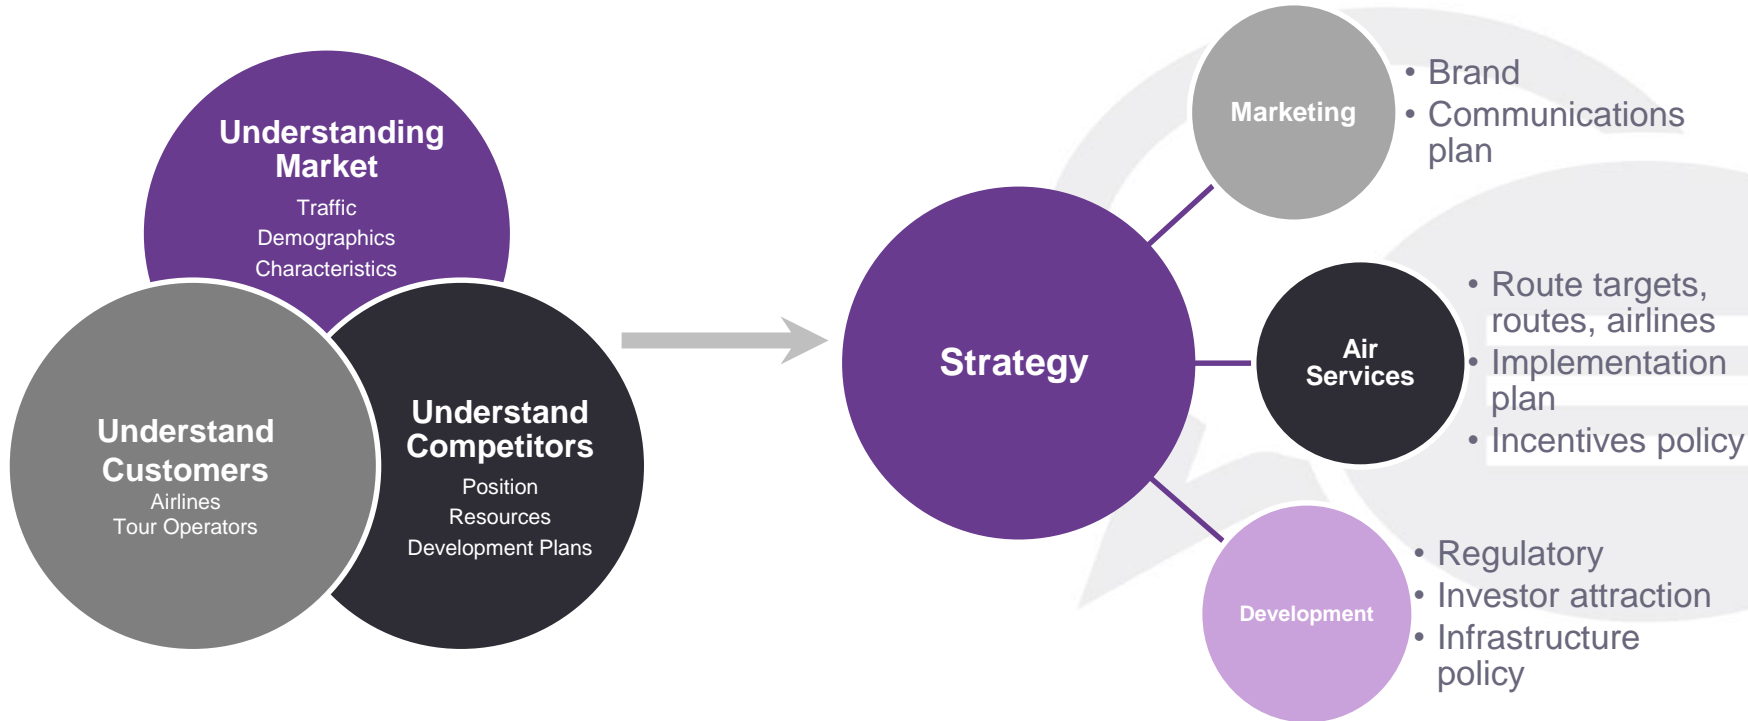 Understanding
Market
Traffic
Demographics
Characteristics
Understand
Customers
Airlines
Tour Operators
Understand
Competitors
Position
Resources
Development Plans
Strategy
Marketing
• Brand
• Communications
plan
Air
Services
• Route targets,
routes, airlines
• Implementation
plan
• Incentives policy
Development
• Regulatory
• Investor attraction
• Infrastructure
policy